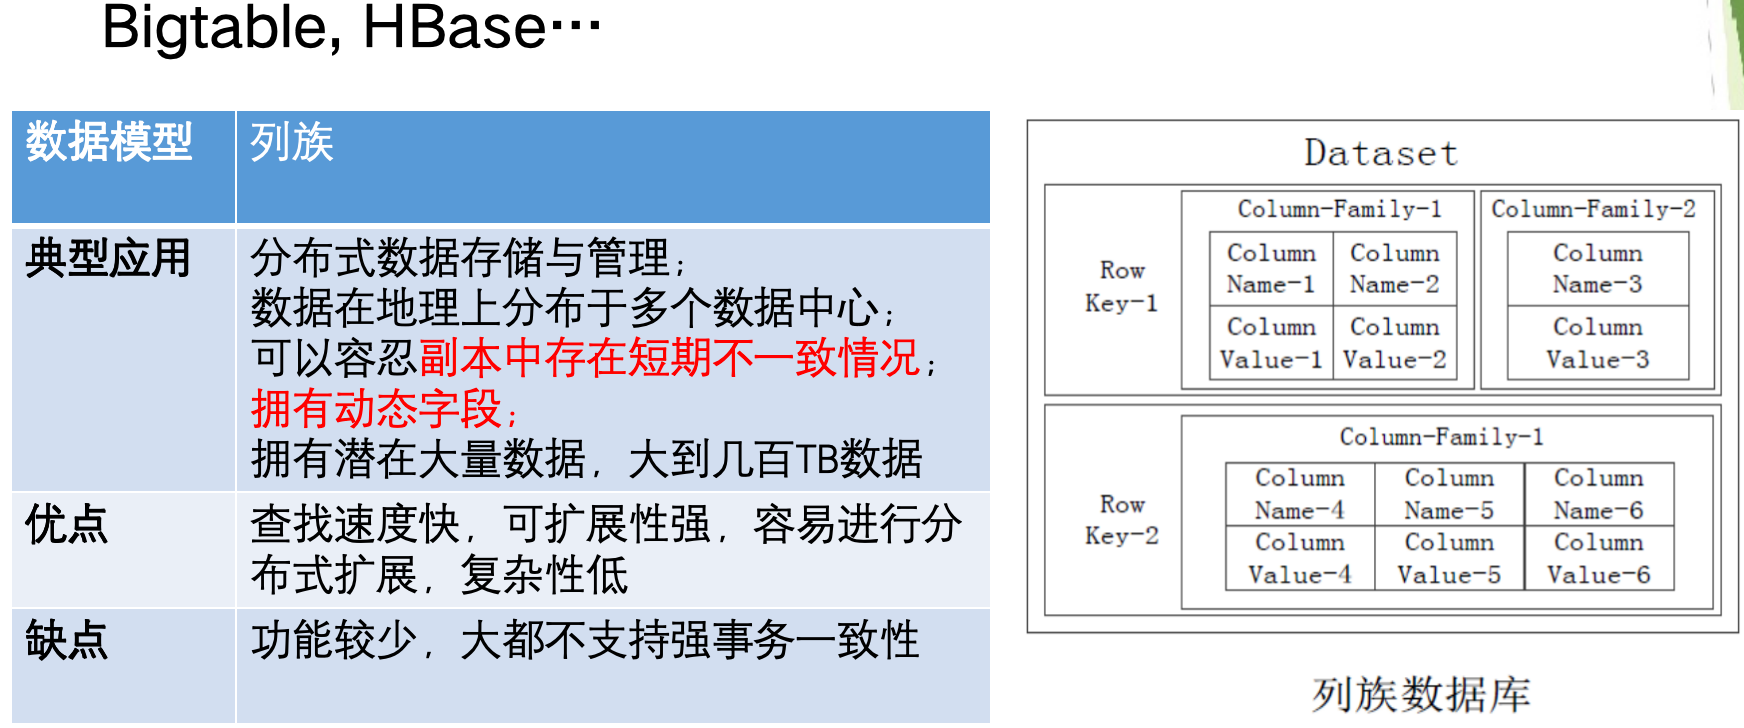 Bigtable, HBase…
数据模型
列族
典型应用
分布式数据存储与管理；
数据在地理上分布于多个数据中心；
可以容忍副本中存在短期不一致情况；
拥有动态字段；
拥有潜在大量数据，大到几百TB数据
优点
查找速度快，可扩展性强，容易进行分
布式扩展，复杂性低
缺点
功能较少，大都不支持强事务一致性
Dataset
Row
Key-1
Column-Family-1
Column
Name-1
Column
Name-2
Column
Value-1
Column
Value-2
Column-Family-2
Column
Name-3
Column
Value-3
Row
Key-2
Column-Family-1
Column
Name-4
Column
Name-5
Column
Name-6
Column
Value-4
Column
Value-5
Column
Value-6
列族数据库